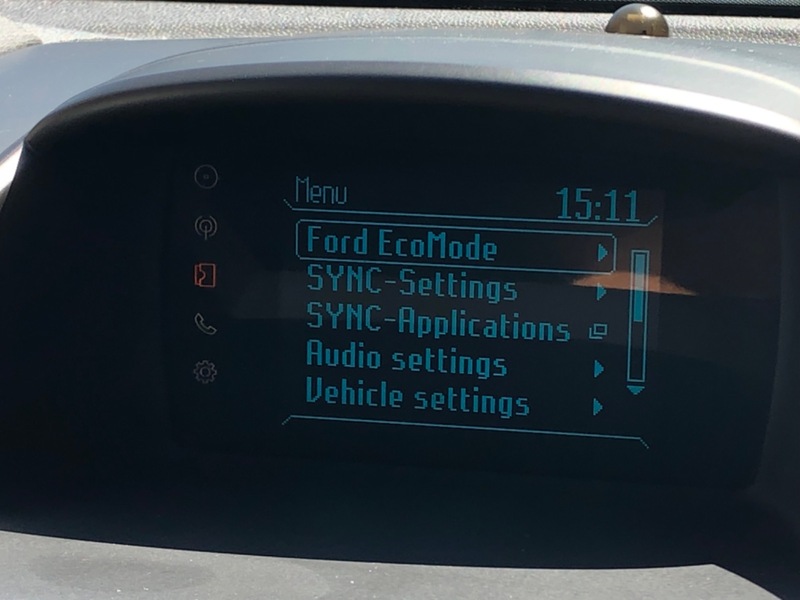 Menu
15:11
Ford EcoMode
SYNC-Settings
SYNC-Applications
Audio settings
Vehicle settings